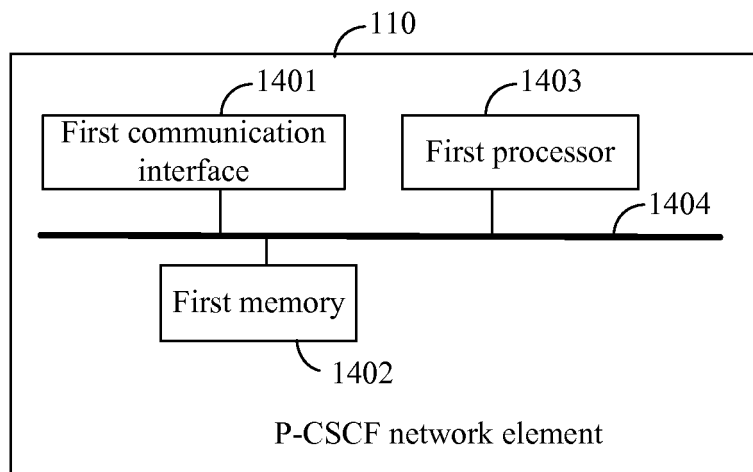 110
1401
1403
First communication
interface
First processor
1404
First memory
1402
P-CSCF network element